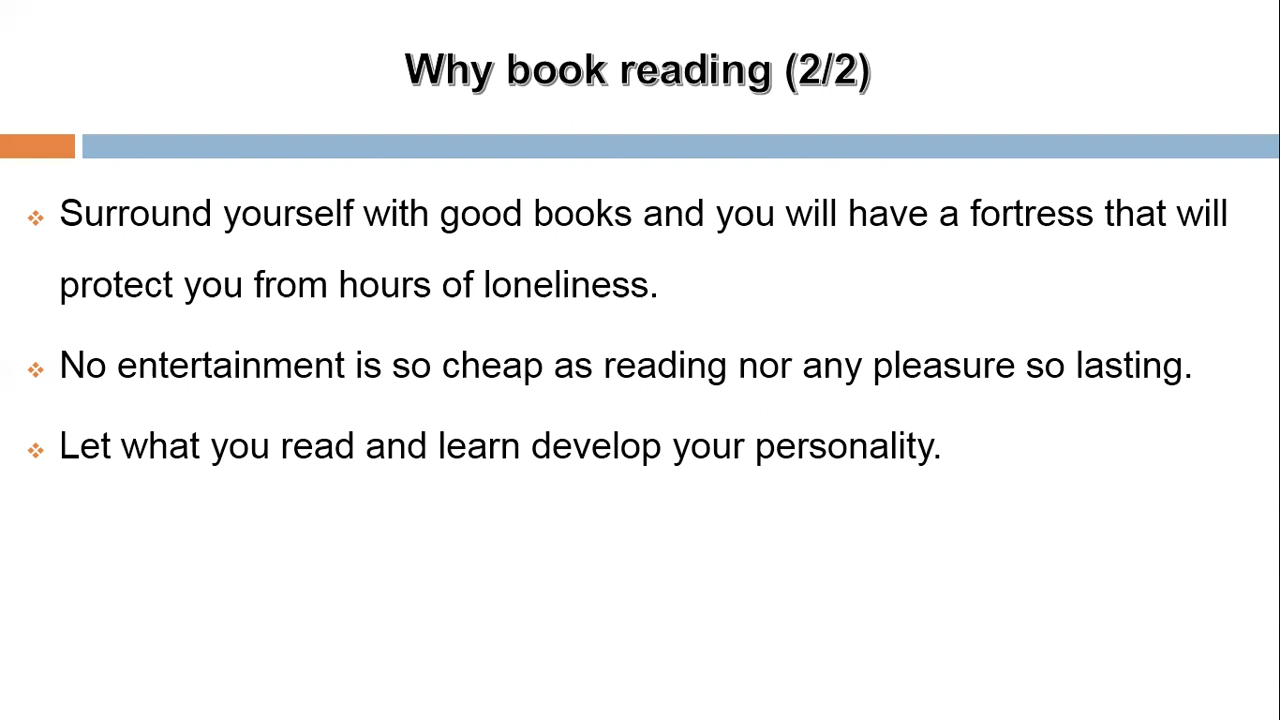 Why book reading (2/2)
Surround yourself with good books and you will have a fortress that will
protect you from hours of loneliness.
No entertainment is so cheap as reading nor any pleasure so lasting.
Let what you read and learn develop your personality.